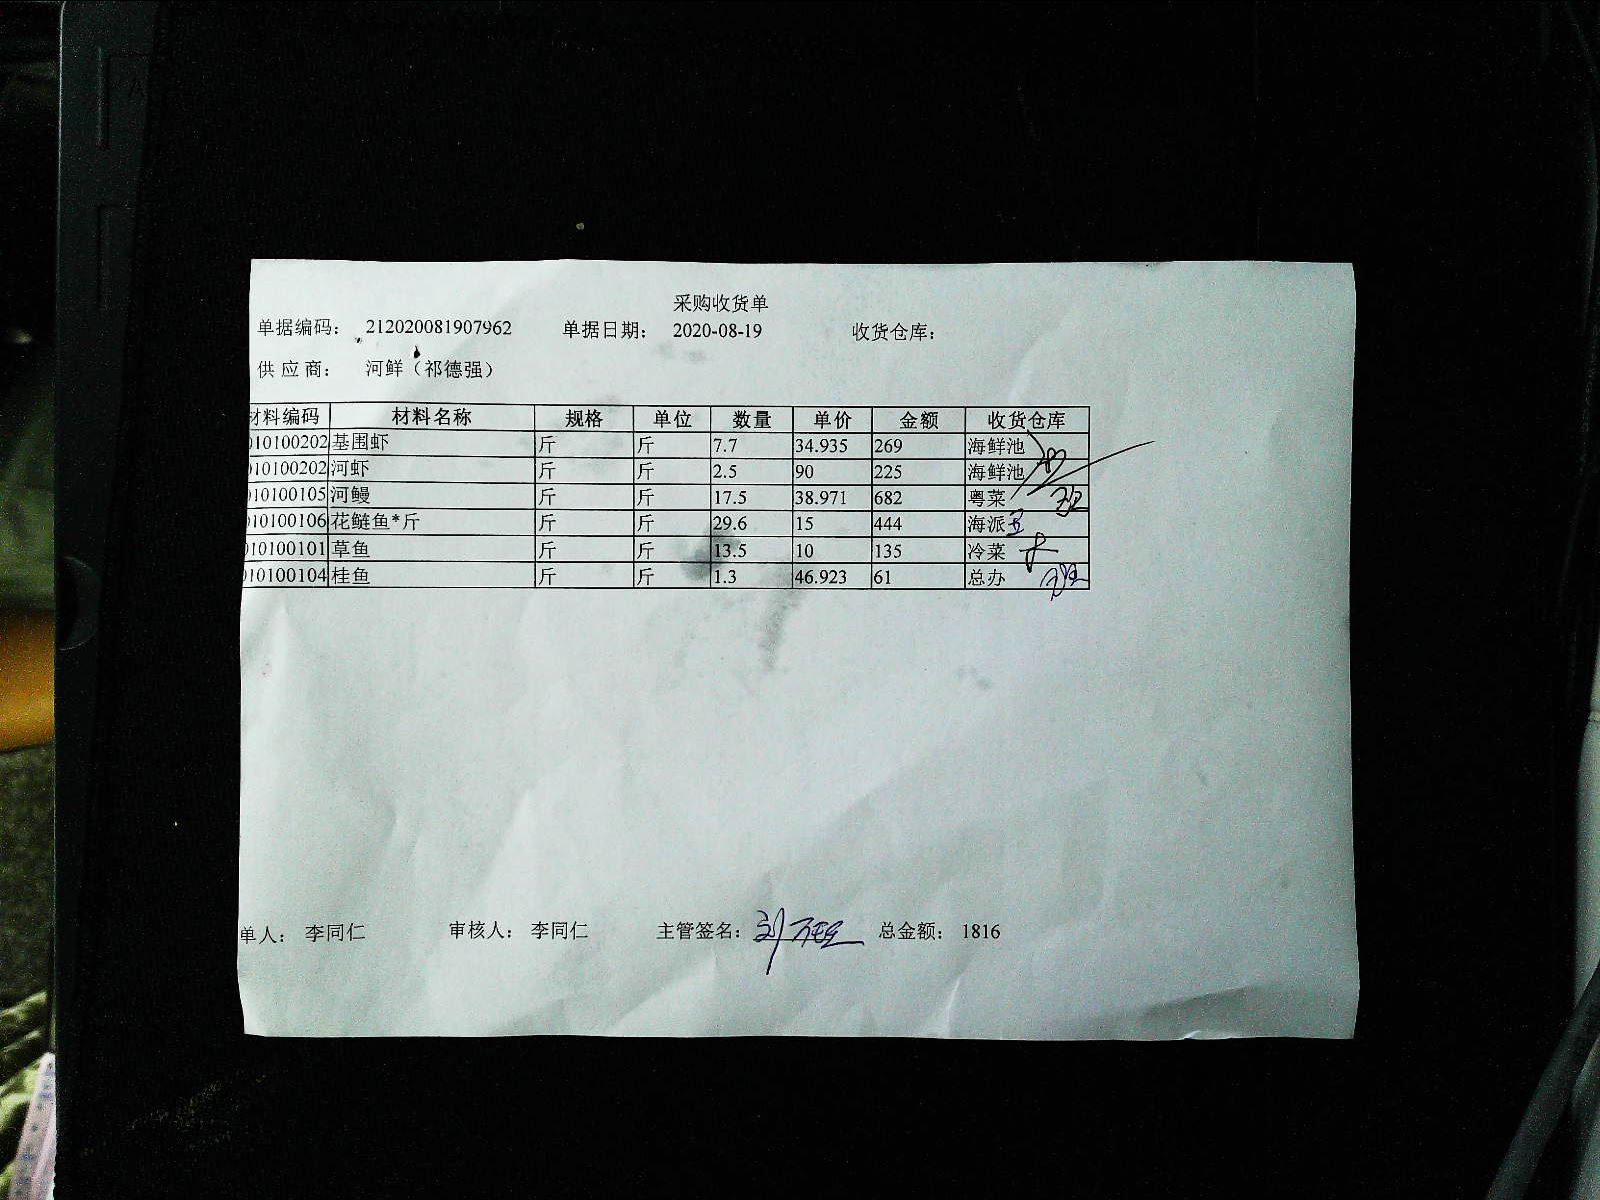 采购收货单
单据编码： 212020081907962 单据日期： 2020-08-19 收货仓库：
供 应 商： 河鲜（祁德强）
材料编码 材料名称 规格 单位 数量 单价 金额 收货仓库
010100202 基围虾 斤 斤 7.7 34.935 269 海鲜池
010100202 河虾 斤 斤 2.5 90 225 海鲜池
010100105 河鳗 斤 斤 17.5 38.971 682 粤菜
010100106 花鲢鱼*斤 斤 斤 29.6 15 444 海派
010100101 草鱼 斤 斤 13.5 10 135 冷菜
010100104 桂鱼 斤 斤 1.3 46.923 61 总办
单人： 李同仁 审核人： 李同仁 主管签名： 总金额： 1816